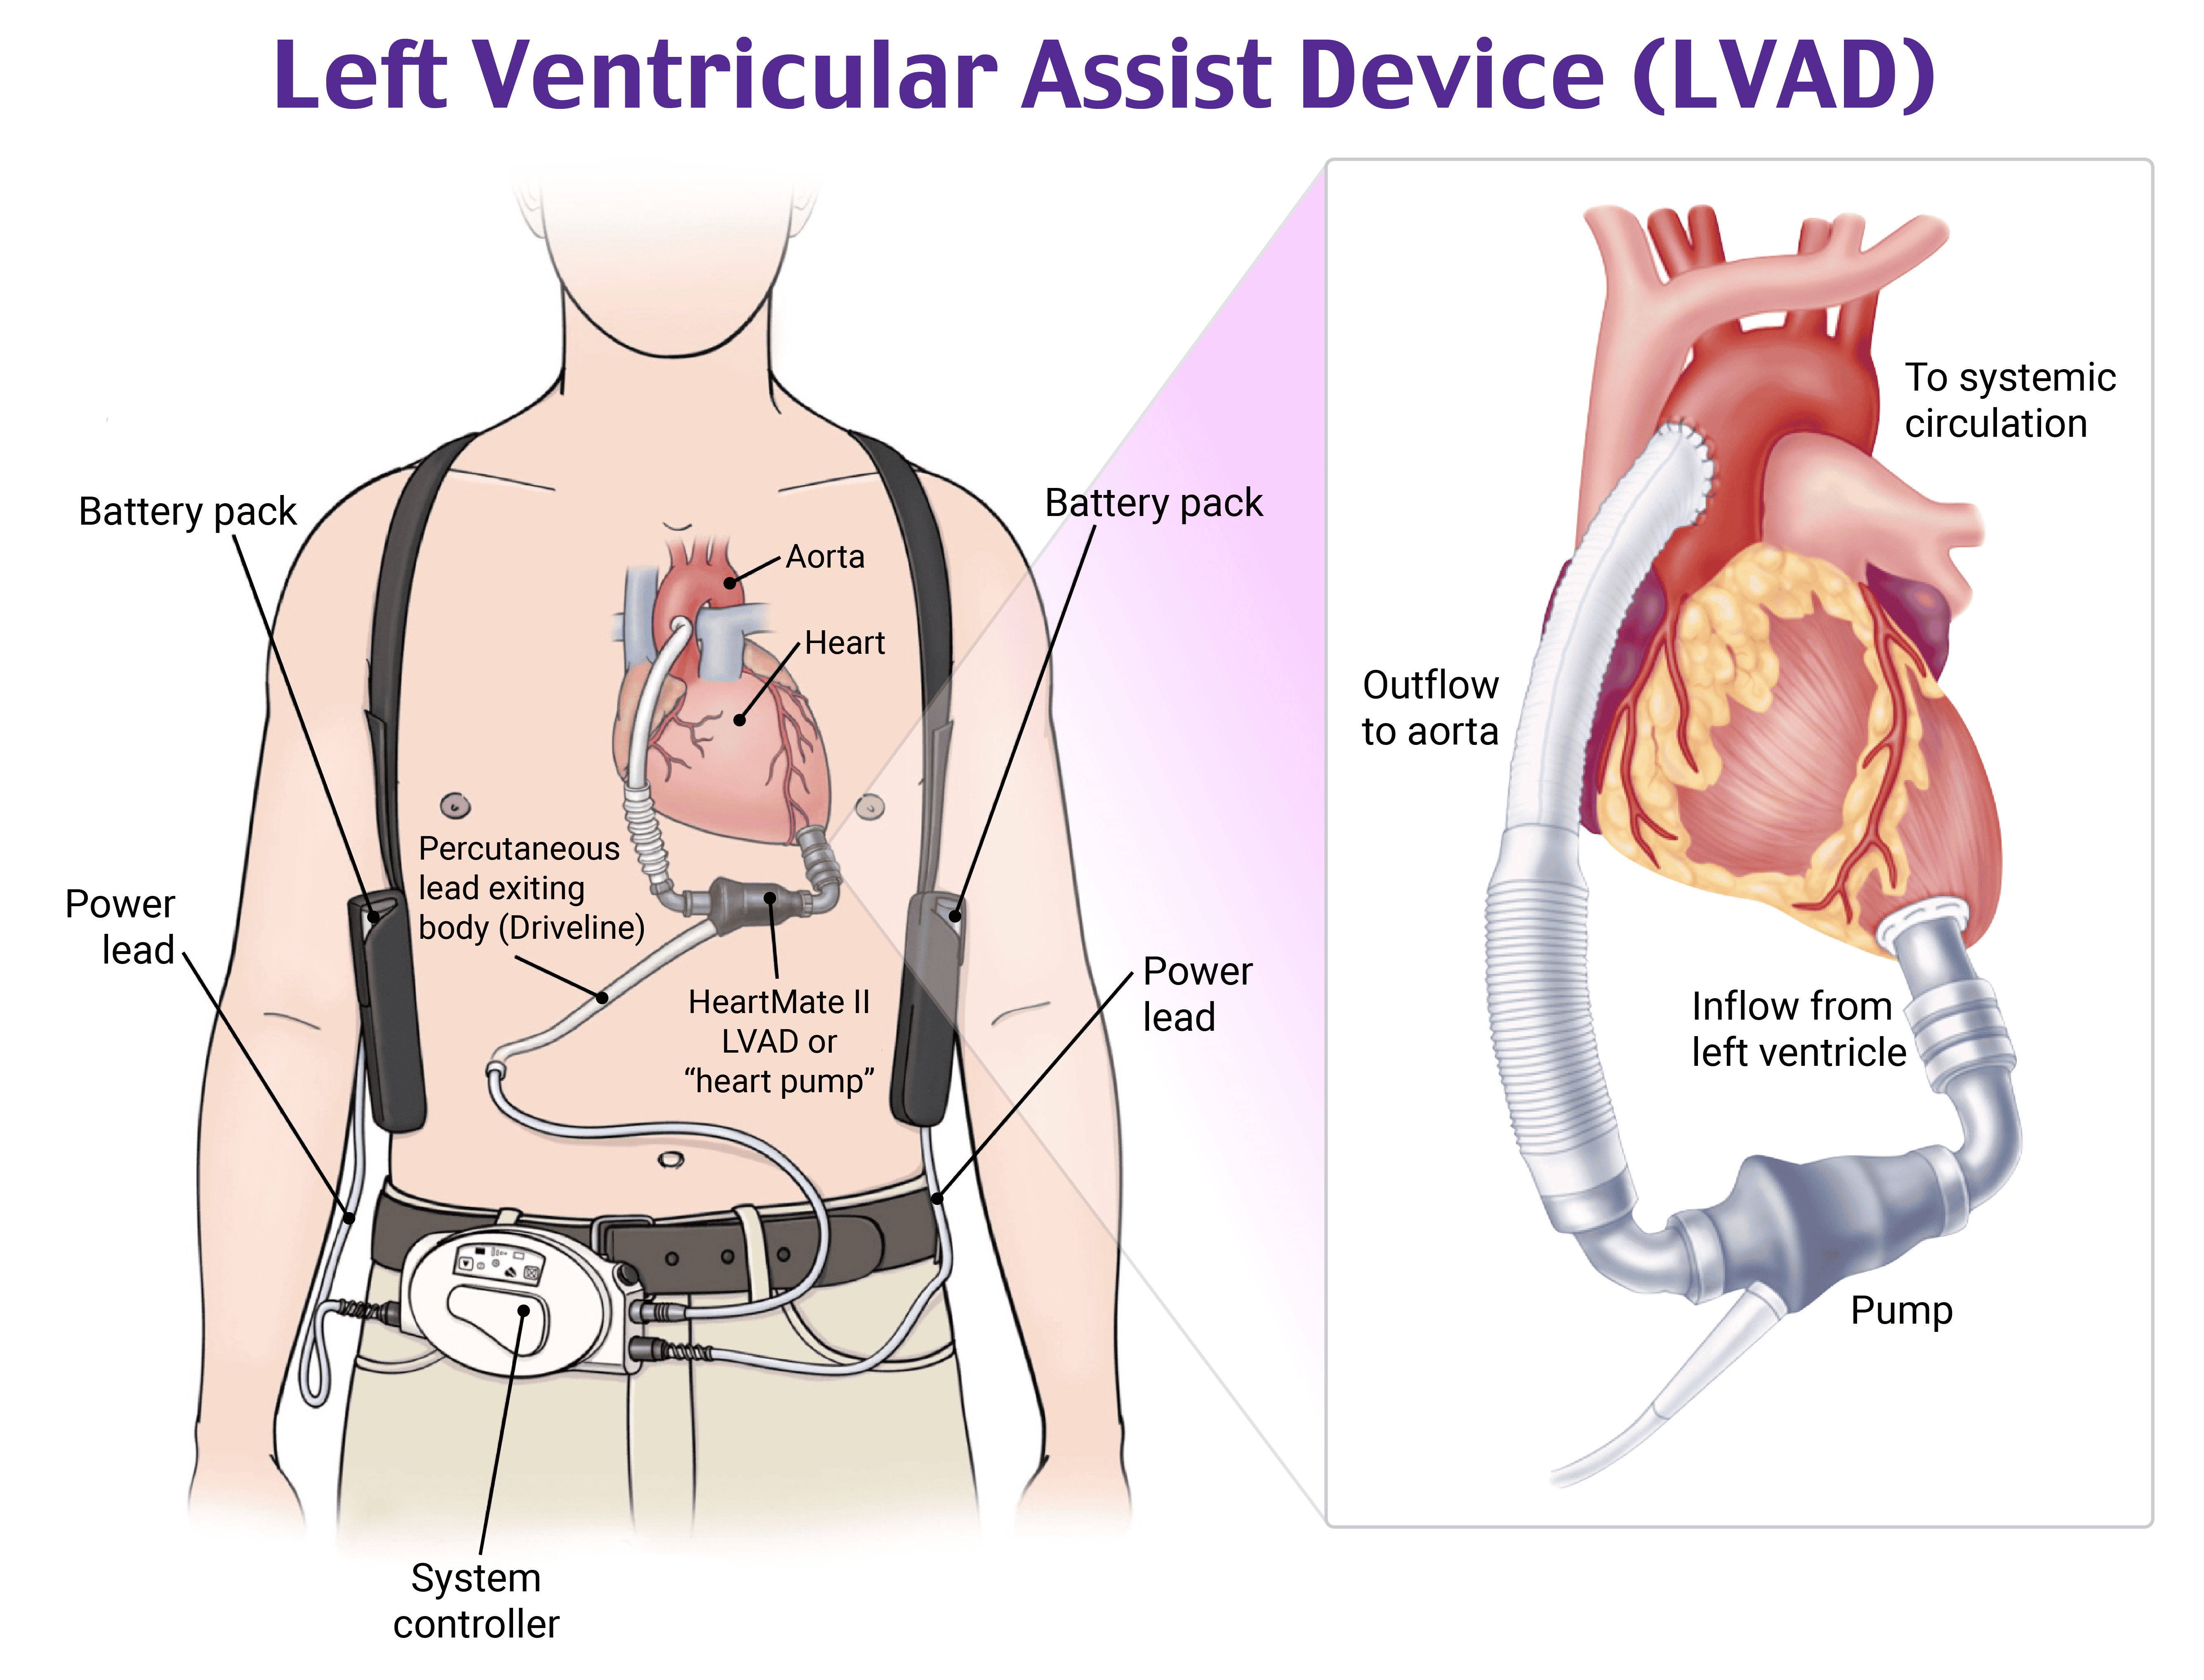 Left Ventricular Assist Device (LVAD)
Battery pack
Aorta
Heart
Battery pack
Percutaneous
lead exiting
body (Driveline)
Power
lead
HeartMate II
LVAD or
“heart pump”
Power
lead
System
controller
To systemic
circulation
Outflow
to aorta
Inflow from
left ventricle
Pump